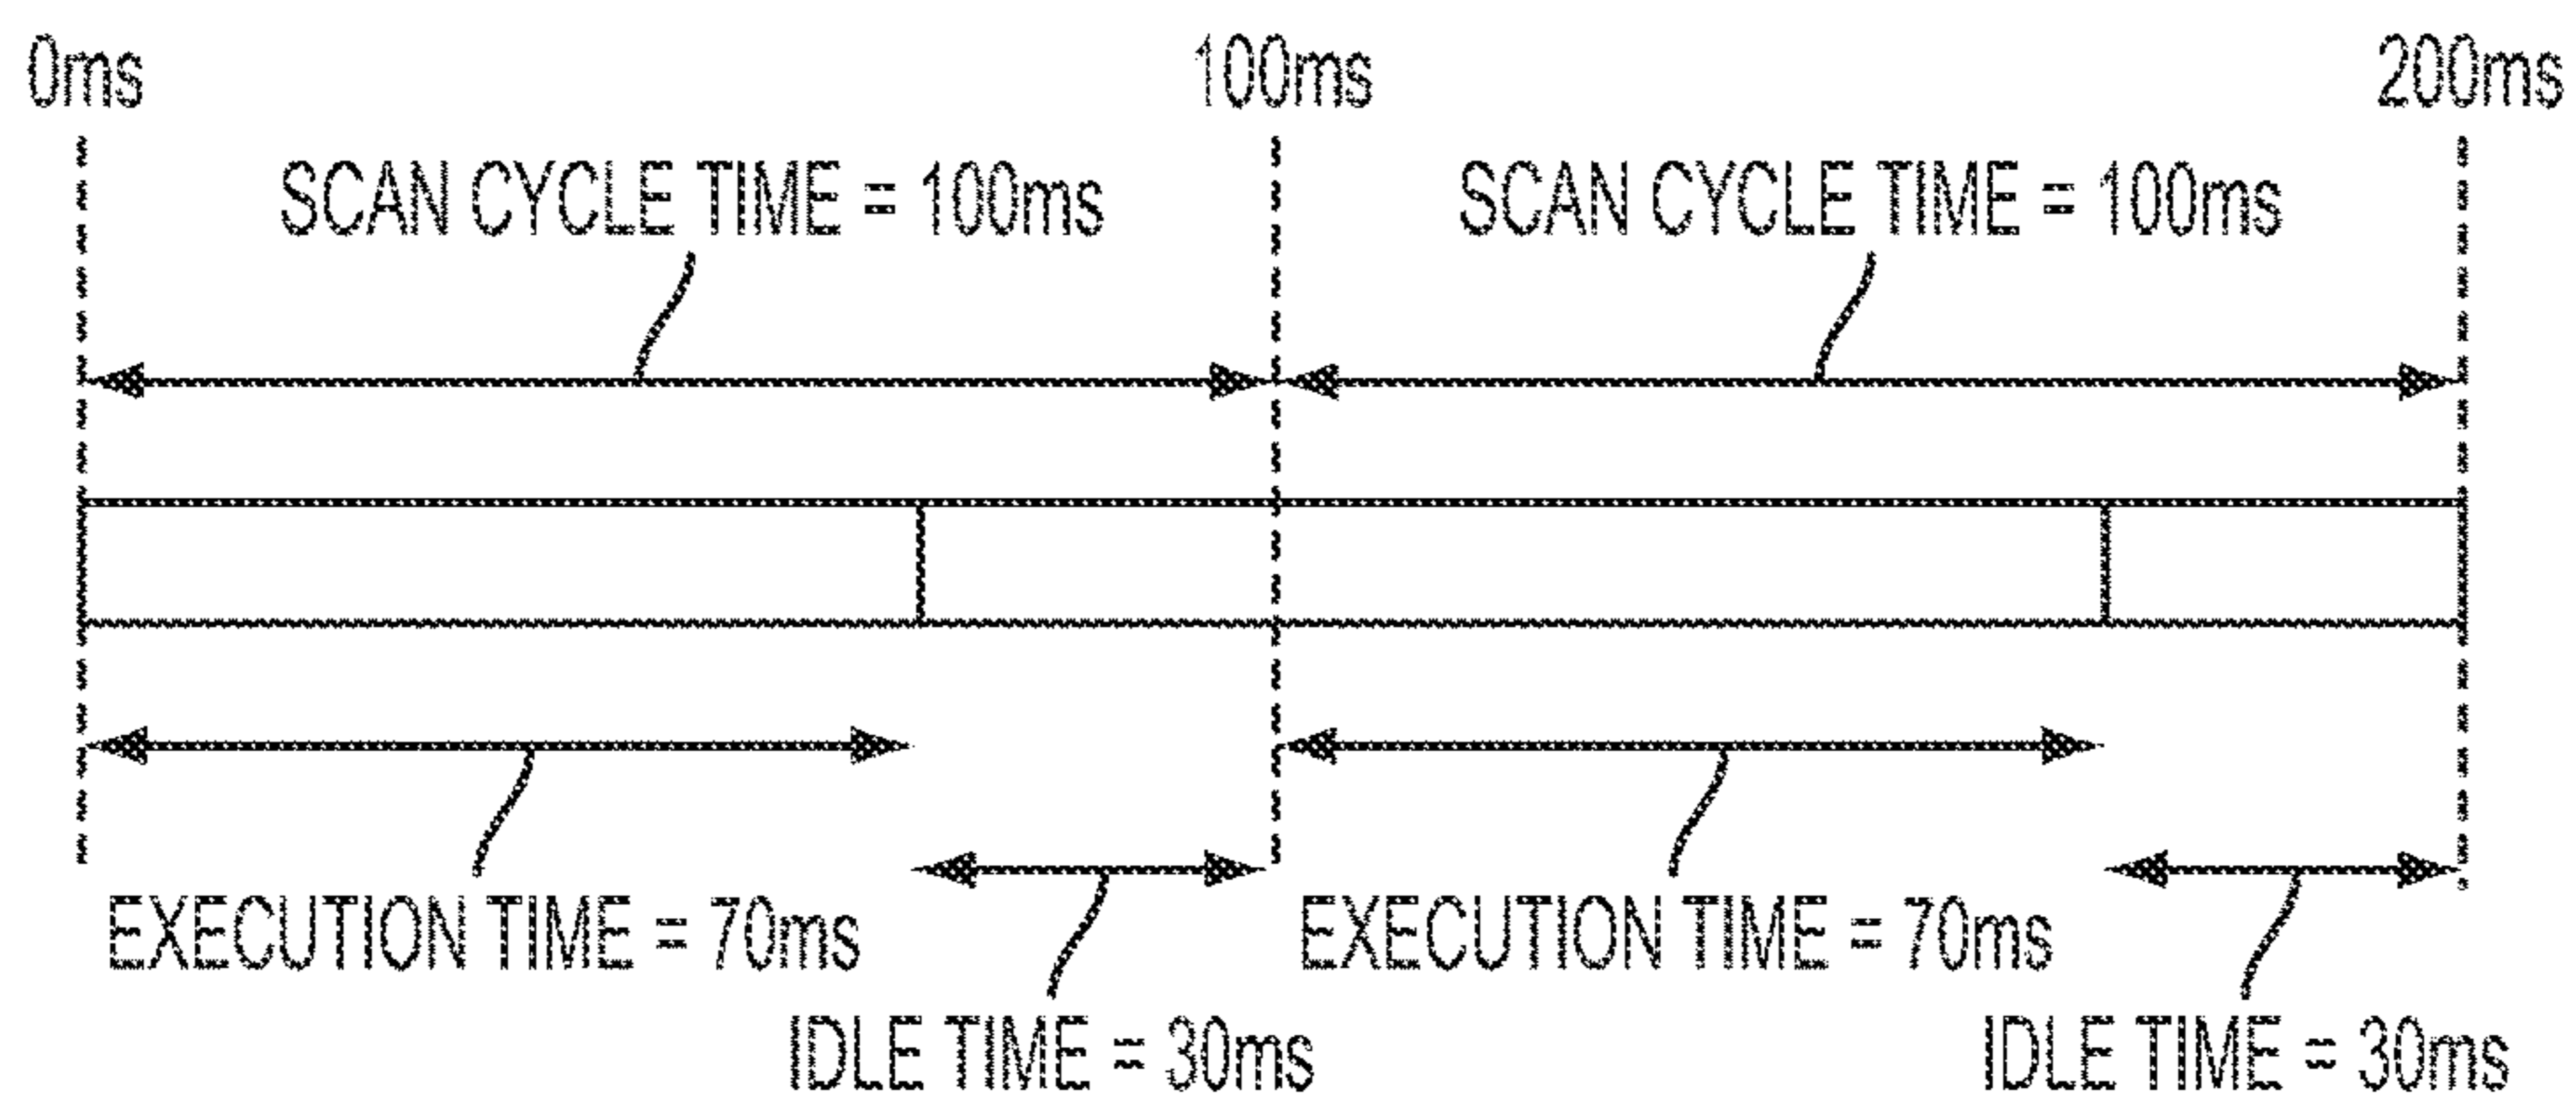 0ms 100ms 200ms
SCAN CYCLE TIME = 100ms SCAN CYCLE TIME = 100ms
EXECUTION TIME = 70ms EXECUTION TIME = 70ms
IDLE TIME = 30ms IDLE TIME = 30ms